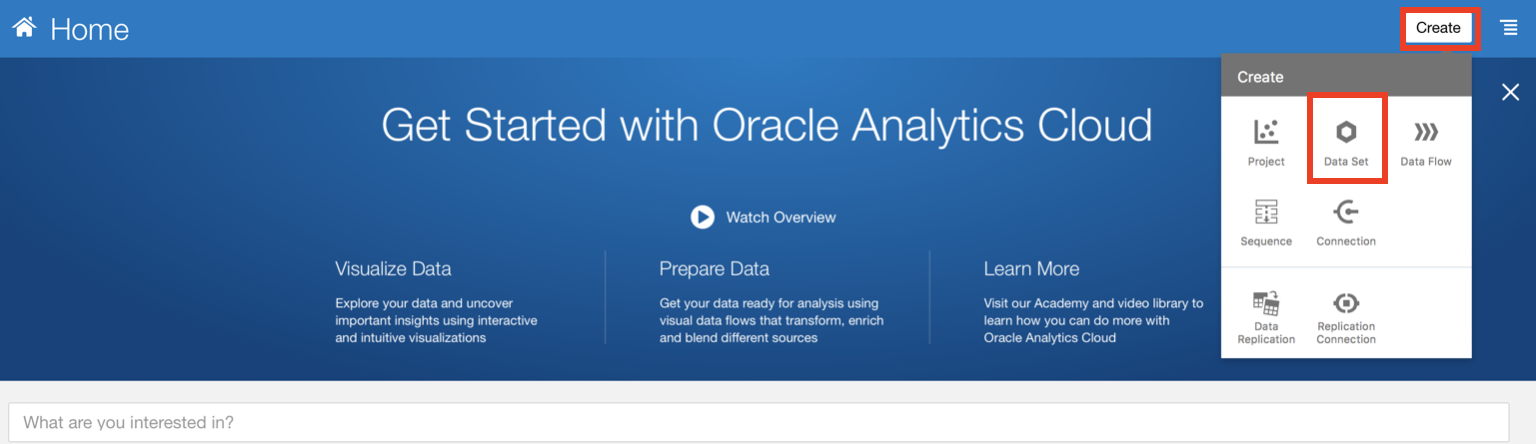 Home
Create
Create
Get Started with Oracle Analytics Cloud
Project
Data Set
Data Flow
Watch Overview
Sequence
Connection
Visualize Data
Explore your data and uncover
important insights using interactive
and intuitive visualizations
Prepare Data
Get your data ready for analysis using
visual data flows that transform, enrich
and blend different sources
Learn More
Visit our Academy and video library to
learn how you can do more with
Oracle Analytics Cloud
Data
Replication
Replication
Connection
What are you interested in?